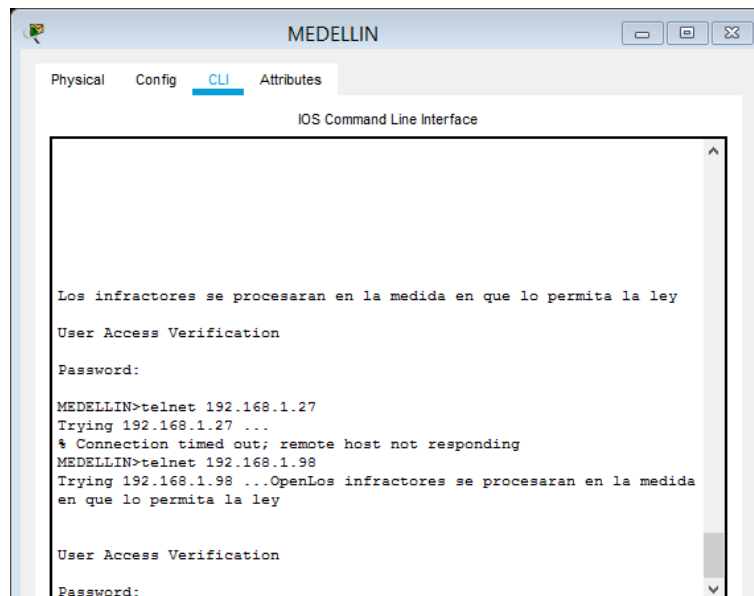 MEDELLIN
Physical Config CLI Attributes
IOS Command Line Interface
Los infractores se procesaran en la medida en que lo permita la ley
User Access Verification
Password:
MEDELLIN>telnet 192.168.1.27
Trying 192.168.1.27 ...
% Connection timed out; remote host not responding
MEDELLIN>telnet 192.168.1.98
Trying 192.168.1.98 ...OpenLos infractores se procesaran en la medida
en que lo permita la ley
User Access Verification
Password: